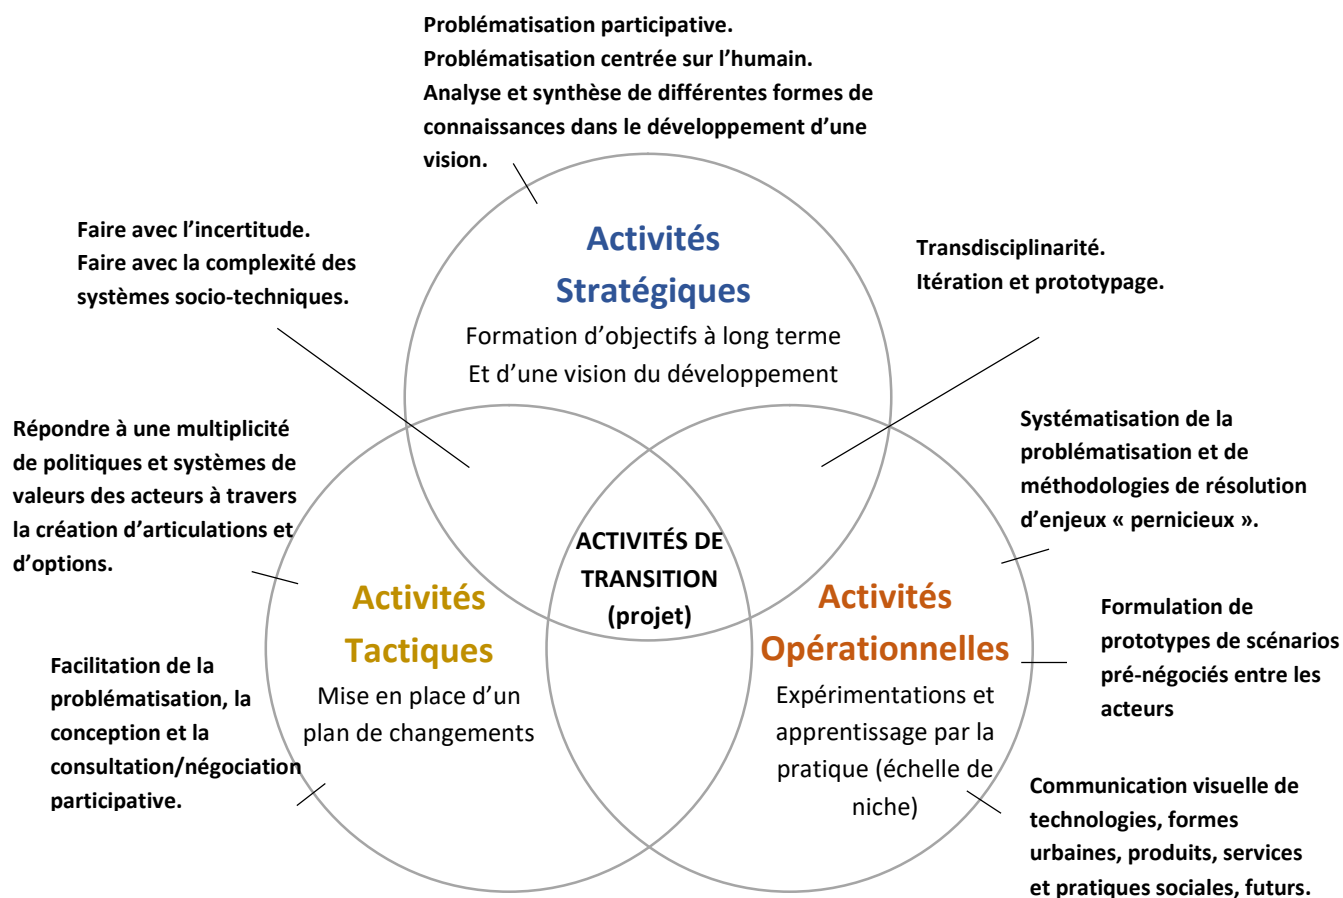 Problématisation participative.
Problématisation centrée sur l’humain.
Analyse et synthèse de différentes formes de
connaissances dans le développement d’une
vision.
Faire avec l’incertitude.
Faire avec la complexité des
systèmes socio-techniques.
Transdisciplinarité.
Itération et prototypage.
Activités
Stratégiques
Formation d’objectifs à long terme
Et d’une vision du développement
Répondre à une multiplicité
de politiques et systèmes de
valeurs des acteurs à travers
la création d’articulations et
d’options.
Systématisation de la
problématisation et de
méthodologies de résolution
d’enjeux « pernicieux ».
ACTIVITÉS DE
TRANSITION
(projet)
Activités
Tactiques
Mise en place d’un
plan de changements
Activités
Opérationnelles
Expérimentations et
apprentissage par la
pratique (échelle de
niche)
Facilitation de la
problématisation, la
conception et la
consultation/négociation
participative.
Formulation de
prototypes de scénarios
pré-négociés entre les
acteurs
Communication visuelle de
technologies, formes
urbaines, produits, services
et pratiques sociales, futurs.